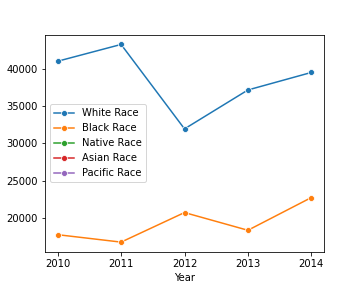 40000
35000
30000
25000
20000
White Race
Black Race
Native Race
Asian Race
Pacific Race
2010 2011 2012 2013 2014
Year